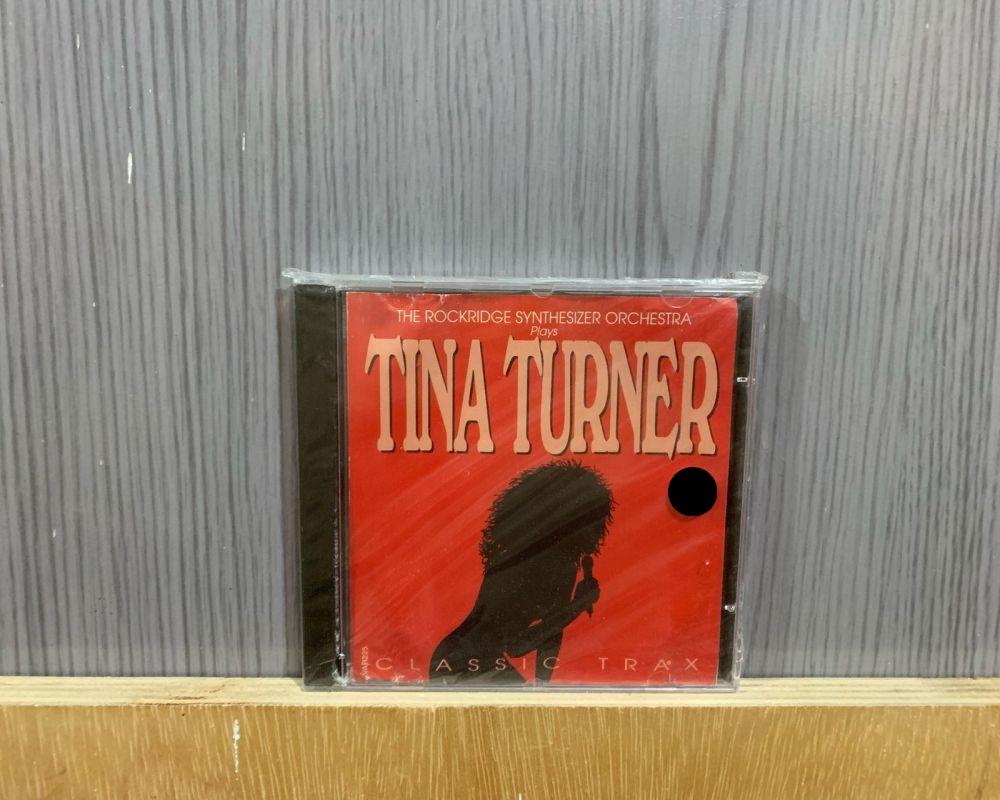 THE ROCKRIDGE SYNTHESIZER ORCHESTRA
Plays
TINA TURNER
CLASSIC TRAX